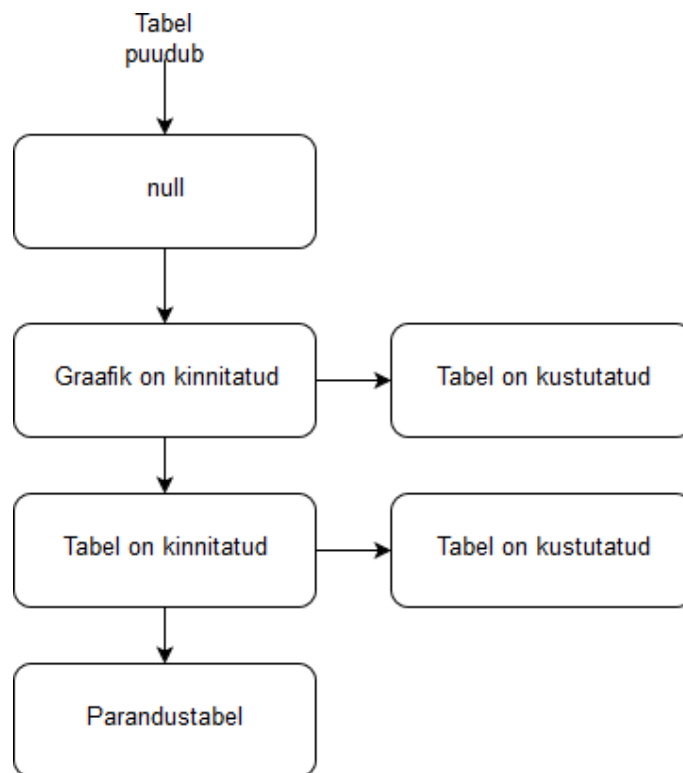 Tabel
puudub
null
Graafik on kinnitatud
Tabel on kustutatud
Tabel on kinnitatud
Tabel on kustutatud
Parandustabel